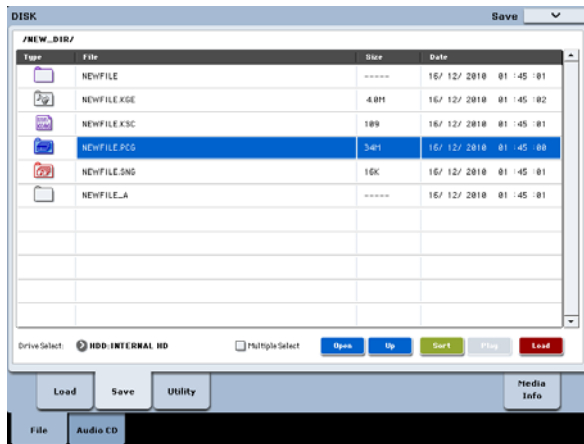 DISK Save
/NEW_DIR/
Type File Size Date
NEWFILE ----- 16/ 12/ 2010 01 :45 :01
NEWFILE.KGE 4.0M 16/ 12/ 2010 01 :45 :02
NEWFILE.KSC 109 16/ 12/ 2010 01 :45 :01
NEWFILE.PCG 34M 16/ 12/ 2010 01 :45 :00
NEWFILE.SNG 16K 16/ 12/ 2010 01 :45 :01
NEWFILE_A ----- 16/ 12/ 2010 01 :45 :01
Drive Select: HDD:INTERNAL HD Multiple Select Open Up Sort Play Load
Load Save Utility Media Info
File Audio CD